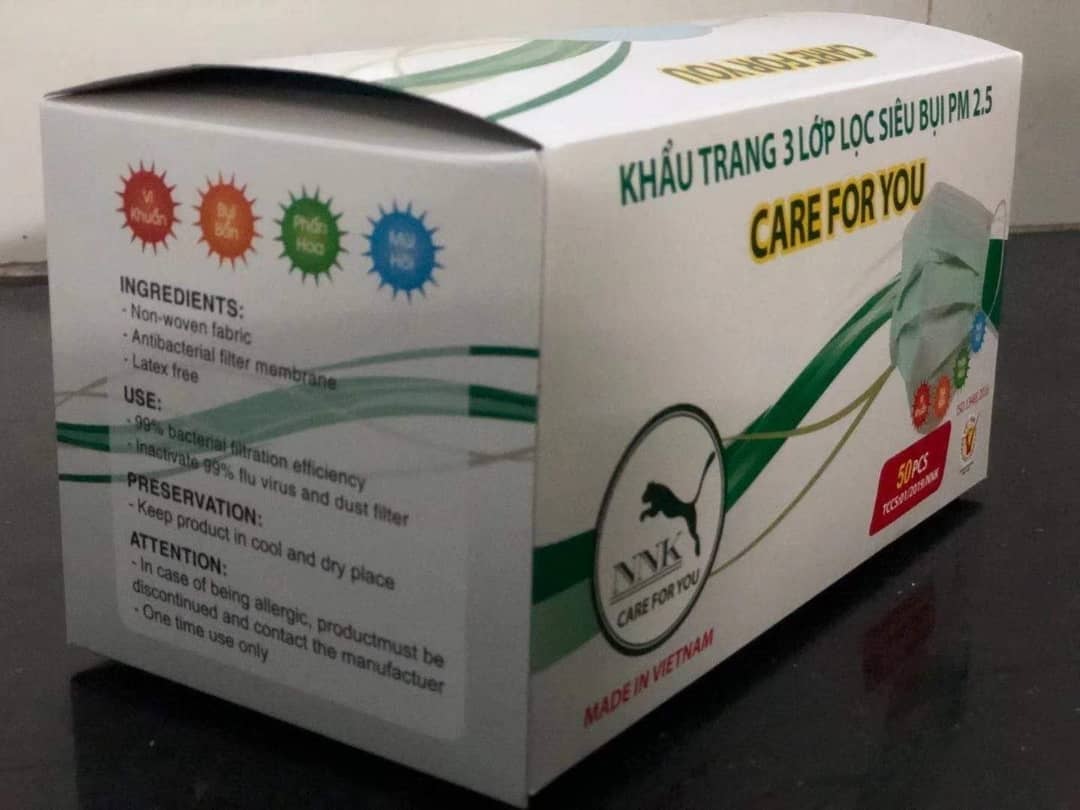 CARE FOR YOU
KHẨU TRANG 3 LỚP LỌC SIÊU BỤI PM 2.5
CARE FOR YOU
Vi
Khuẩn
Bụi
Bẩn
Phấn
Hoa
Mùi
Hôi
INGREDIENTS:
- Non-woven fabric
- Antibacterial filter membrane
- Latex free
USE:
- 99% bacterial filtration efficiency
- Inactivate 99% flu virus and dust filter
PRESERVATION:
- Keep product in cool and dry place
ATTENTION:
- In case of being allergic, productmust be
discontinued and contact the manufactuer
- One time use only
NNK
CARE FOR YOU
MADE IN VIETNAM
50PCS
TCCS:01/2019/NNK